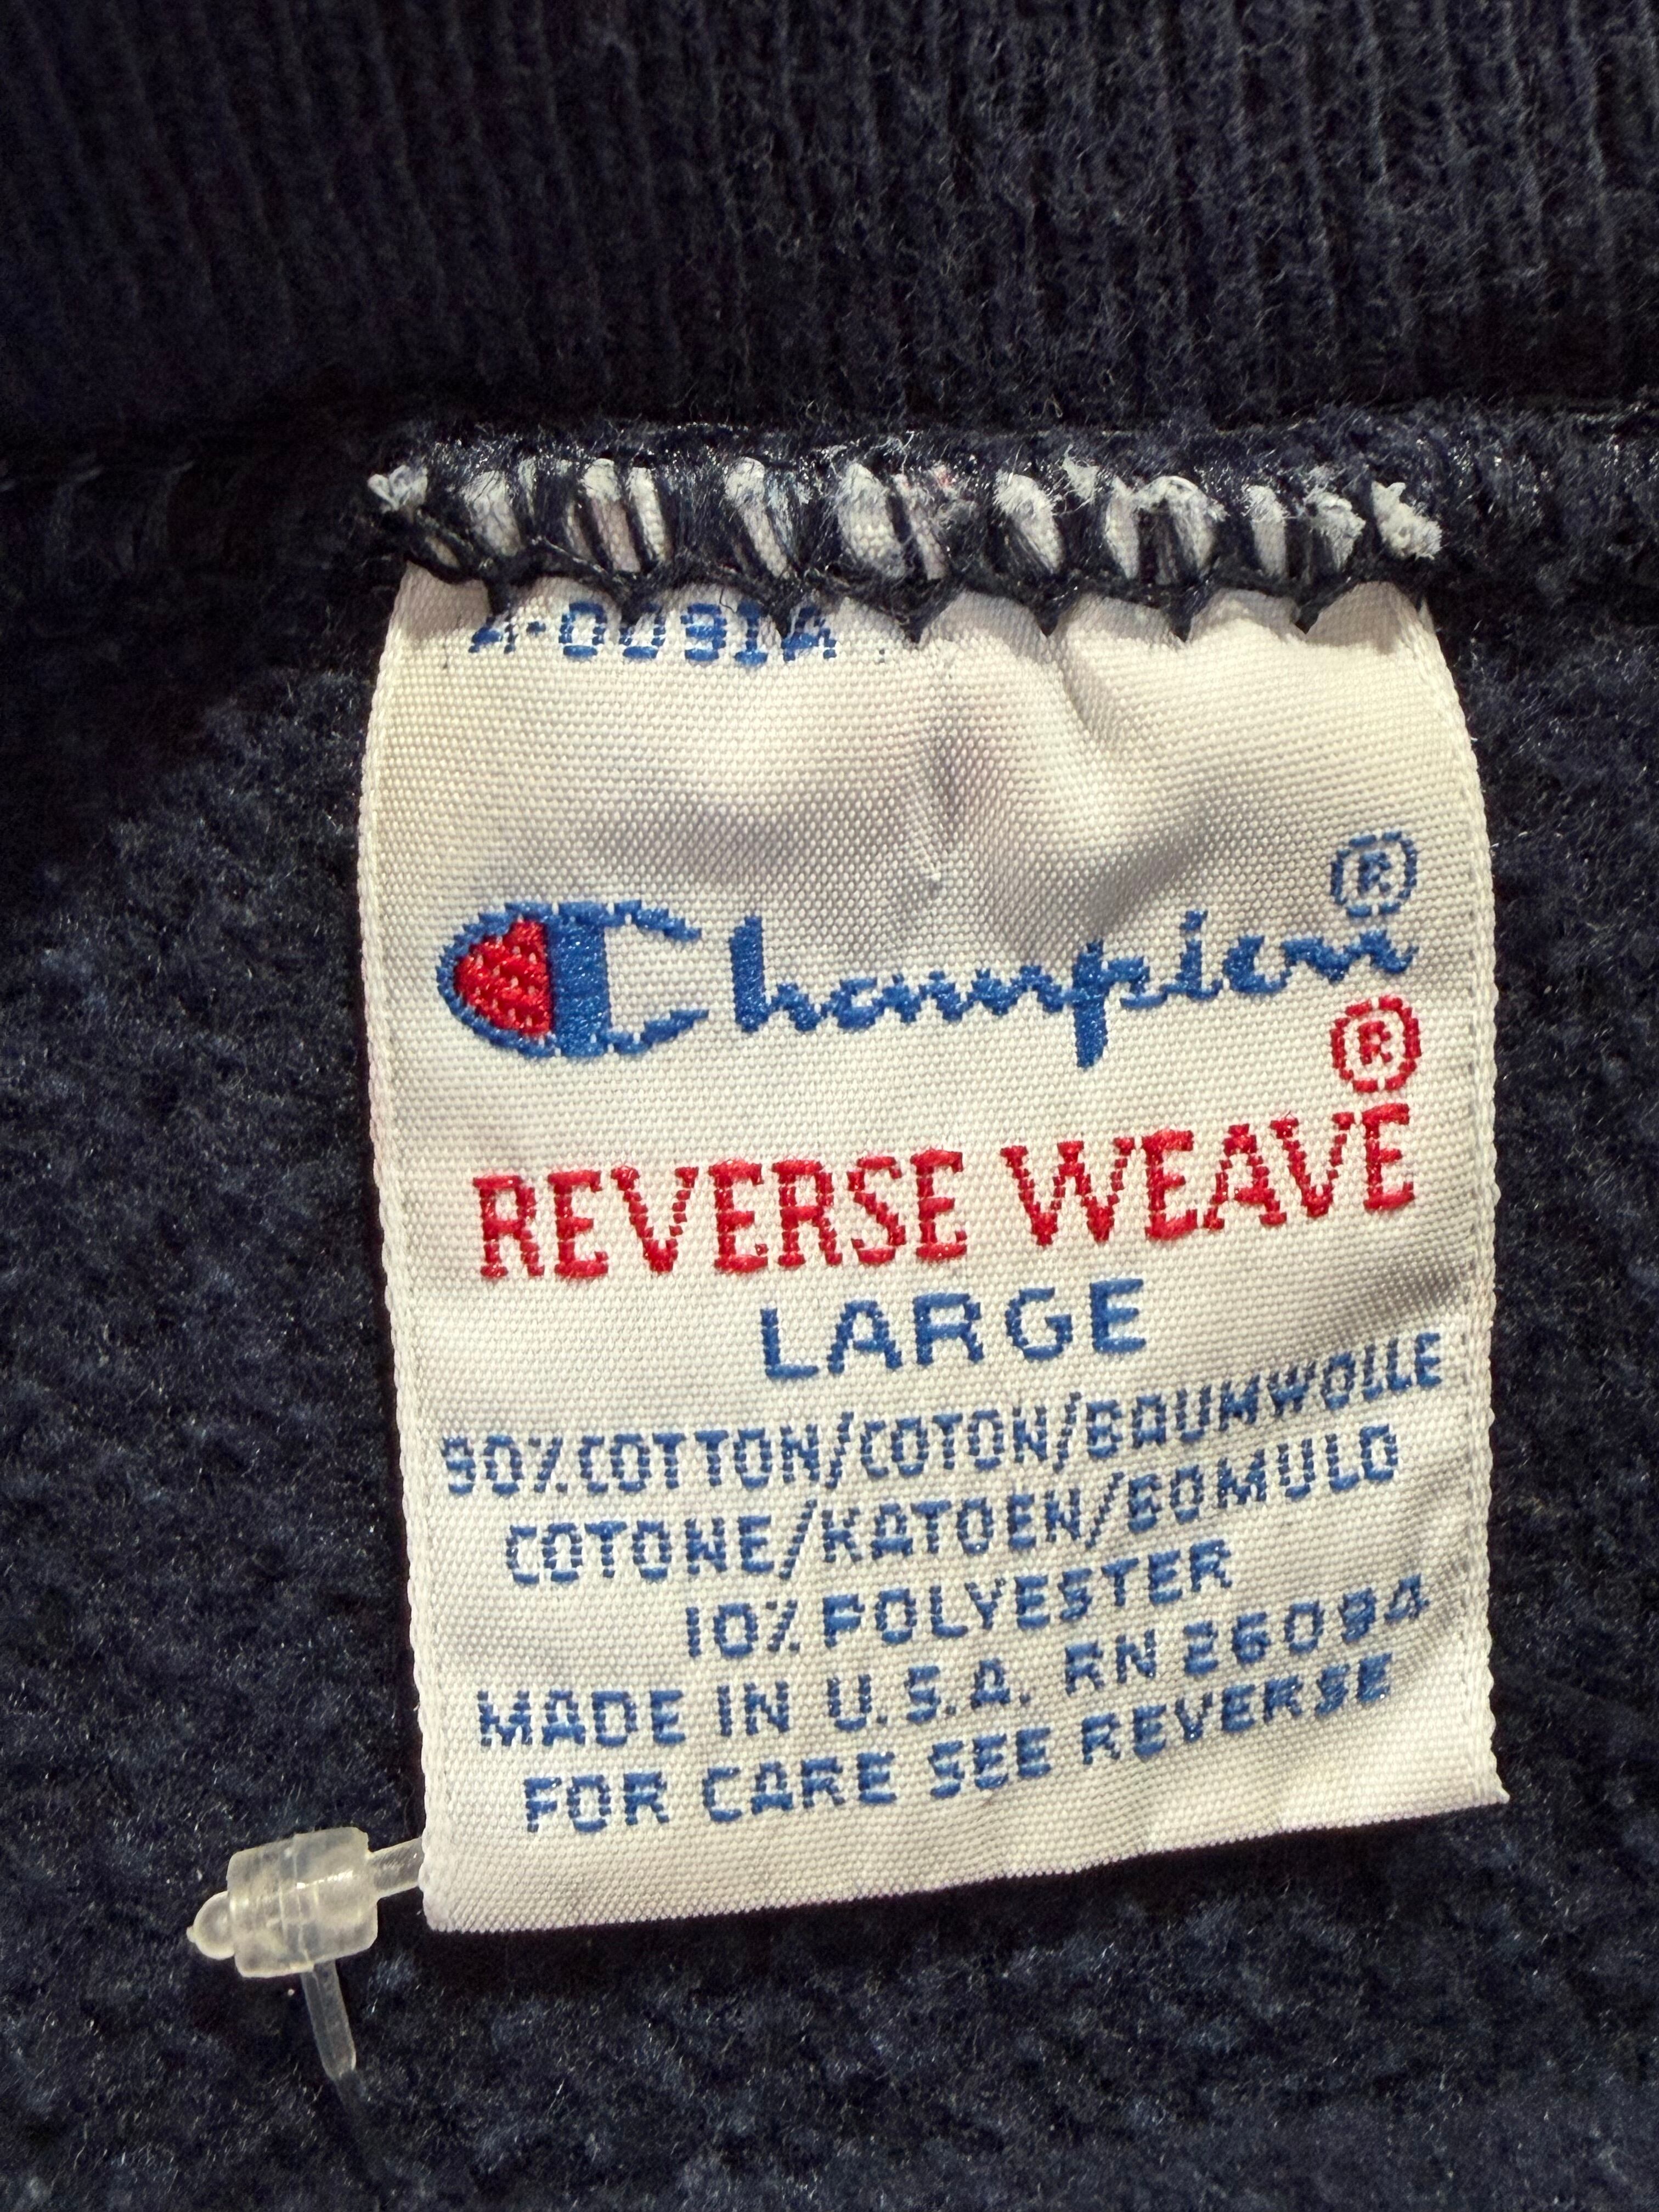 A-0091A
Champion®
REVERSE WEAVE®
LARGE
90% COTTON/COTON/BAUMWOLLE
COTONE/KATOEN/BOMULD
10% POLYESTER
MADE IN U.S.A. RN 26094
FOR CARE SEE REVERSE